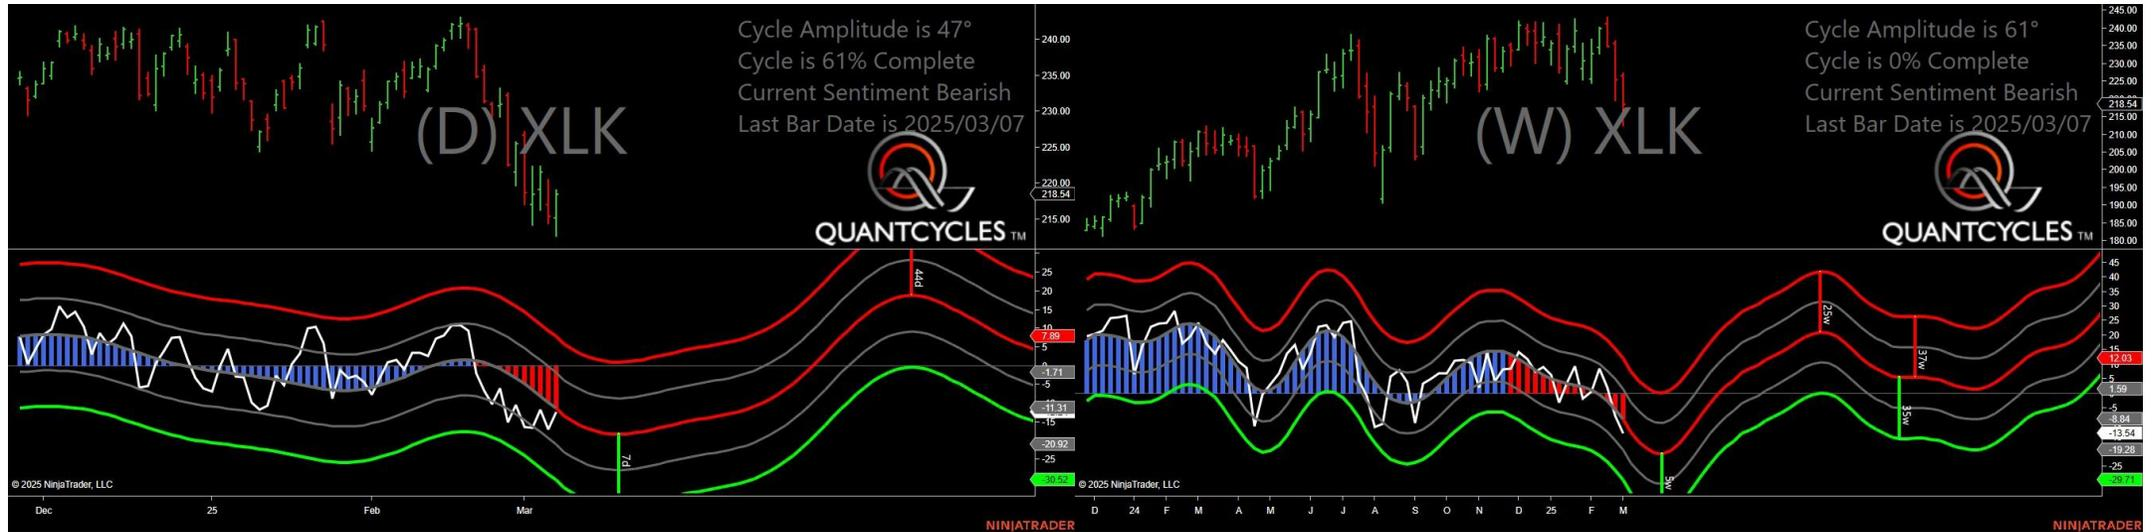 Cycle Amplitude is 47°
Cycle is 61% Complete
Current Sentiment Bearish
Last Bar Date is 2025/03/07
(D) XLK
QUANTCYCLES TM
240.00
235.00
230.00
225.00
220.00
218.54
215.00
44d
7d
25
20
15
10
7.89
5
0
-1.71
-5
-11.31
-15
-20.92
-25
-30.52
© 2025 NinjaTrader, LLC
Dec
25
Feb
Mar
NINJATRADER
Cycle Amplitude is 61°
Cycle is 0% Complete
Current Sentiment Bearish
Last Bar Date is 2025/03/07
(W) XLK
QUANTCYCLES TM
245.00
240.00
235.00
230.00
225.00
218.54
215.00
210.00
205.00
200.00
195.00
190.00
185.00
180.00
25w
37w
35w
5w
45
40
35
30
25
20
15
12.03
5
1.59
-5
-8.84
-13.54
-19.28
-25
-29.71
© 2025 NinjaTrader, LLC
D 24 F M A M J J A S O N D 25 F M
NINJATRADER